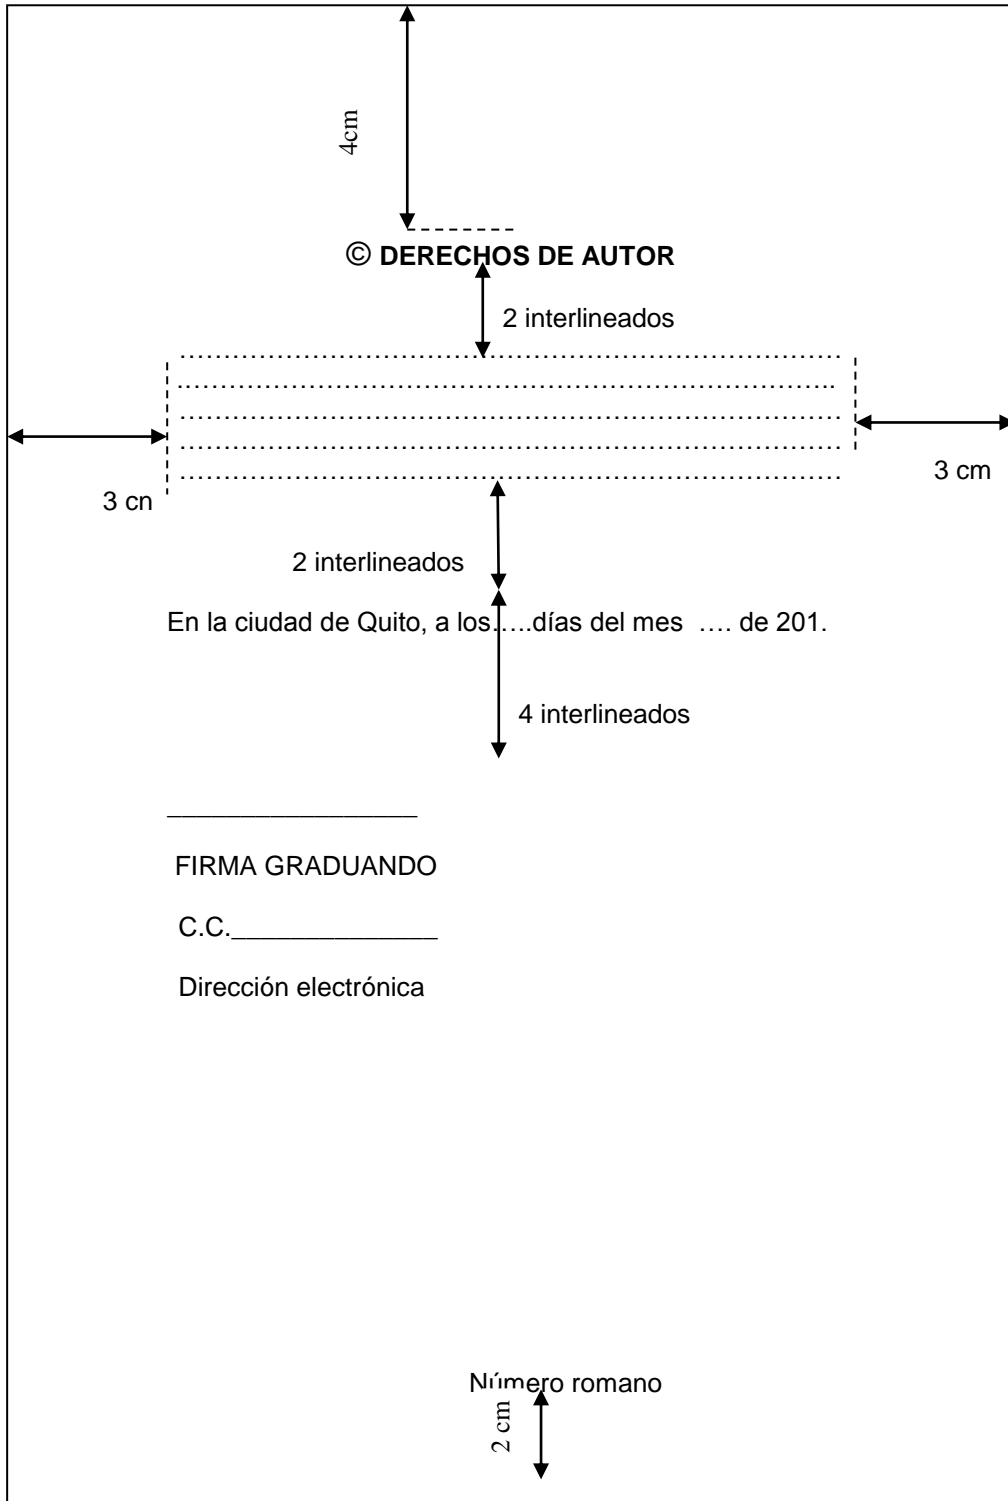 4cm
© DERECHOS DE AUTOR
2 interlineados
……………………………………………………………………
…………………………………………………………………..
……………………………………………………………………
……………………………………………………………………
……………………………………………………………………
3 cn
3 cm
2 interlineados
En la ciudad de Quito, a los…..días del mes …. de 201.
4 interlineados
_________________
FIRMA GRADUANDO
C.C.______________
Dirección electrónica
Número romano
2 cm